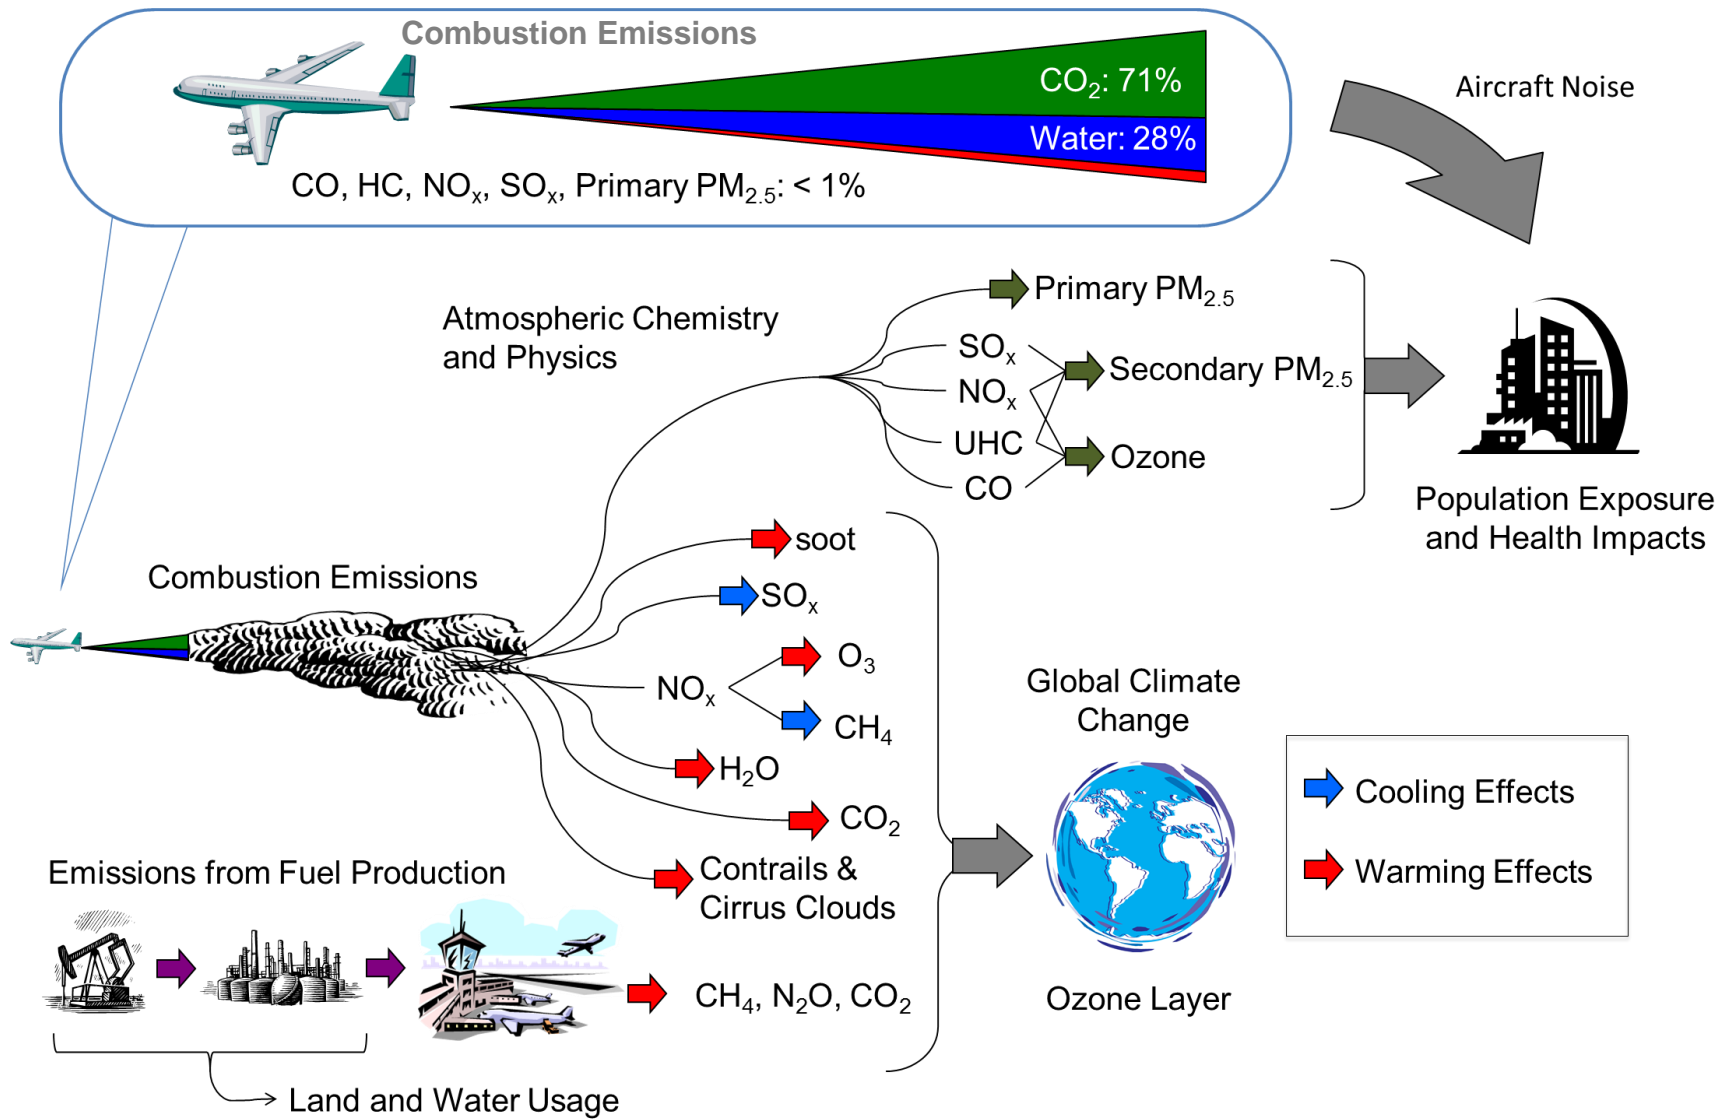 Combustion Emissions
CO₂: 71%
Water: 28%
CO, HC, NOₓ, SOₓ, Primary PM₂.₅: < 1%
Aircraft Noise
Atmospheric Chemistry
and Physics
Primary PM₂.₅
SOₓ
NOₓ
UHC
CO
Secondary PM₂.₅
Ozone
Population Exposure
and Health Impacts
Combustion Emissions
soot
SOₓ
NOₓ
O₃
CH₄
H₂O
CO₂
Contrails &
Cirrus Clouds
Global Climate
Change
Ozone Layer
Cooling Effects
Warming Effects
Emissions from Fuel Production
CH₄, N₂O, CO₂
Land and Water Usage